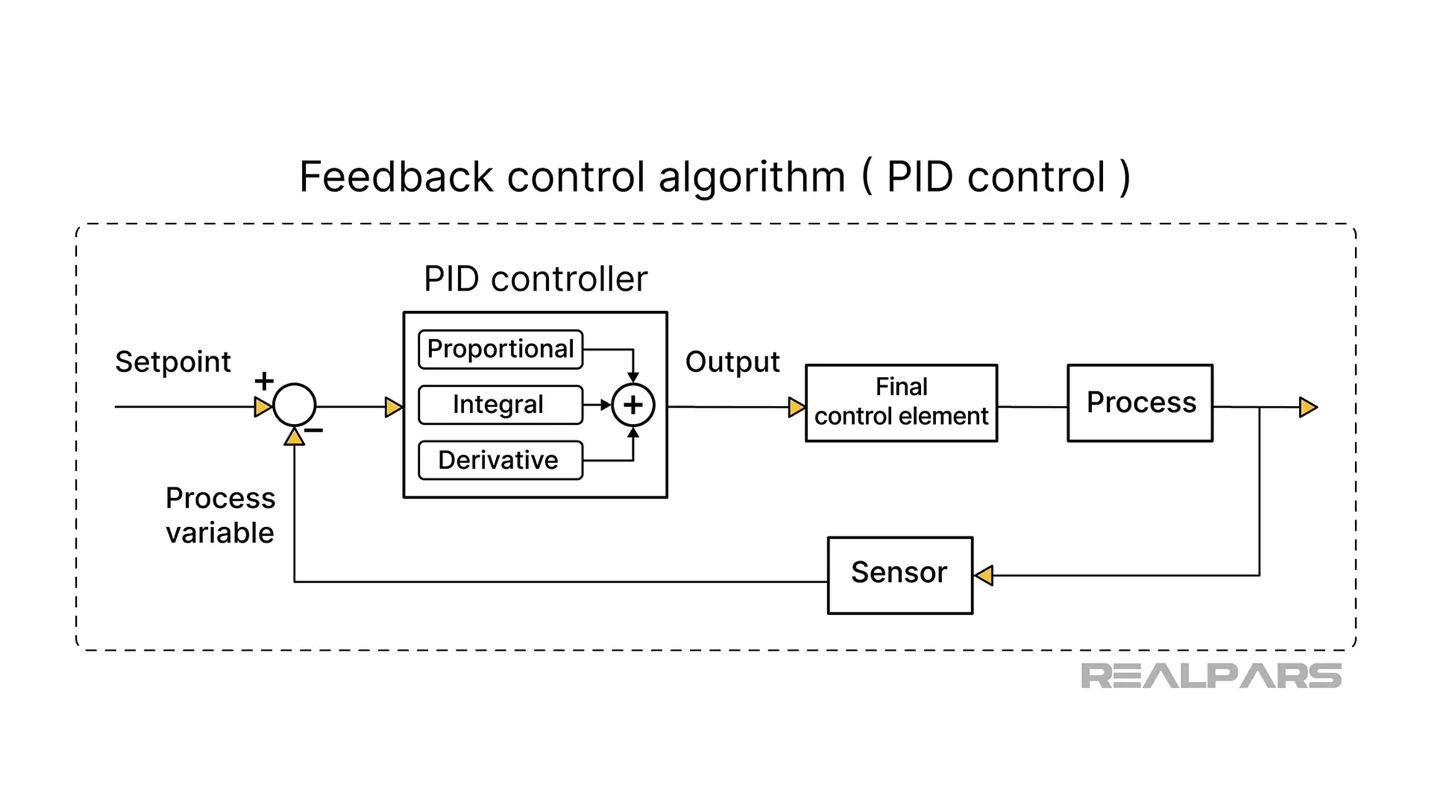 Feedback control algorithm ( PID control )
PID controller
Setpoint
+
−
Proportional
Integral
Derivative
+
Output
Final
control element
Process
Process
variable
Sensor
REALPARS